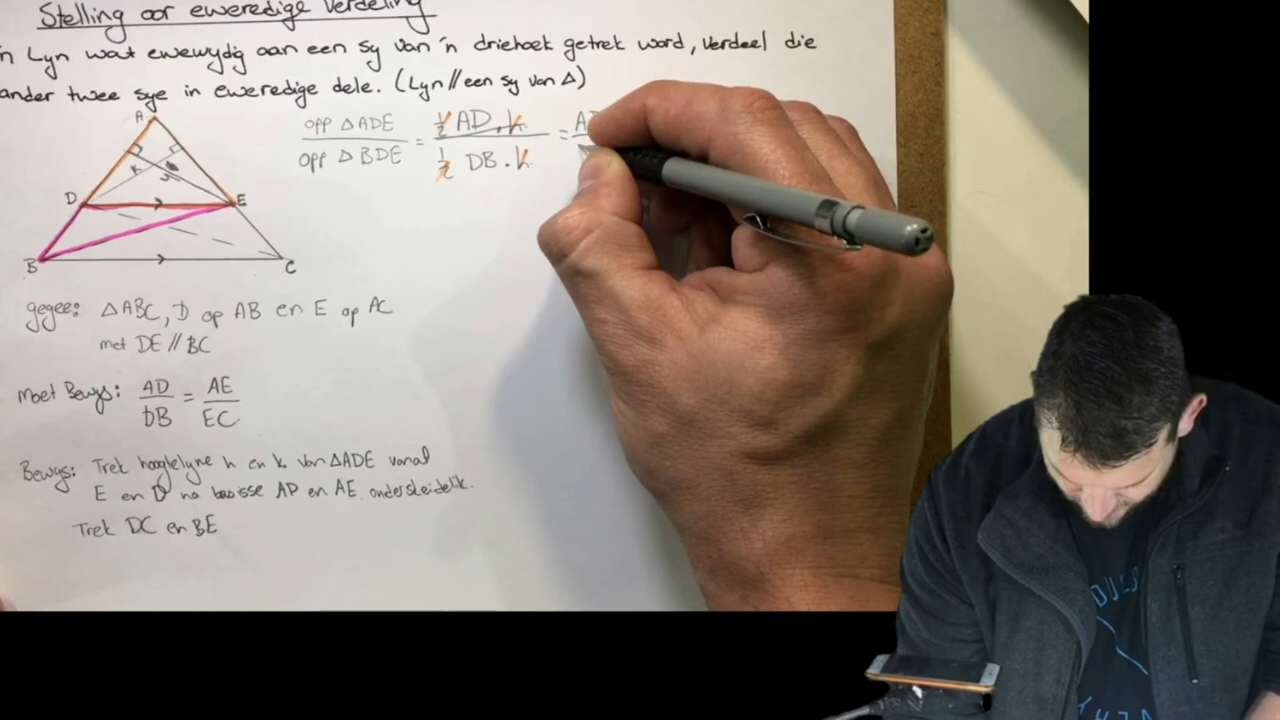 Stelling oor eweredige verdeling
'n Lyn wat ewewydig aan een sy van 'n driehoek getrek word, verdeel die
ander twee sye in eweredige dele. (Lyn // een sy van Δ)
A
opp ΔADE / opp ΔBDE = ½ AD . h / ½ DB . h =
k
D E
B C
gegee: ΔABC, D op AB en E op AC
met DE // BC
Moet Bewys: AD/DB = AE/EC
Bewys: Trek hoogtelyne h en k van ΔADE vanaf
E en D na basisse AD en AE onderskeidelik.
Trek DC en BE